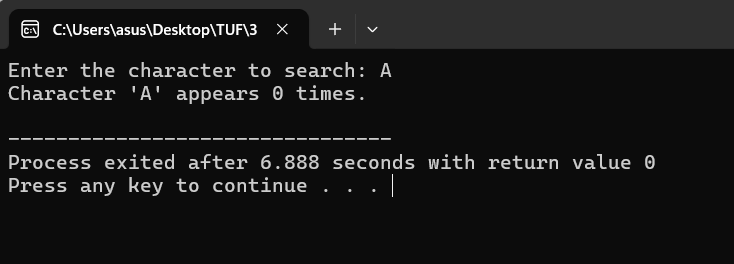 C:\Users\asus\Desktop\TUF\3
Enter the character to search: A
Character 'A' appears 0 times.
--------------------------------
Process exited after 6.888 seconds with return value 0
Press any key to continue . . .